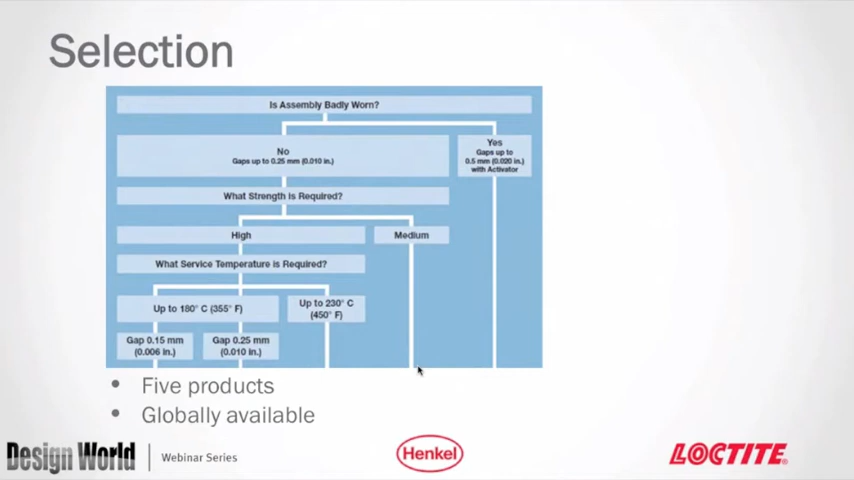 Selection
Is Assembly Badly Worn?
No
Gaps up to 0.25 mm (0.010 in.)
Yes
Gaps up to
0.5 mm (0.020 in.)
with Activator
What Strength is Required?
High
Medium
What Service Temperature is Required?
Up to 180° C (355° F)
Up to 230° C
(450° F)
Gap 0.15 mm
(0.006 in.)
Gap 0.25 mm
(0.010 in.)
• Five products
• Globally available
Design World
Webinar Series
Henkel
LOCTITE®